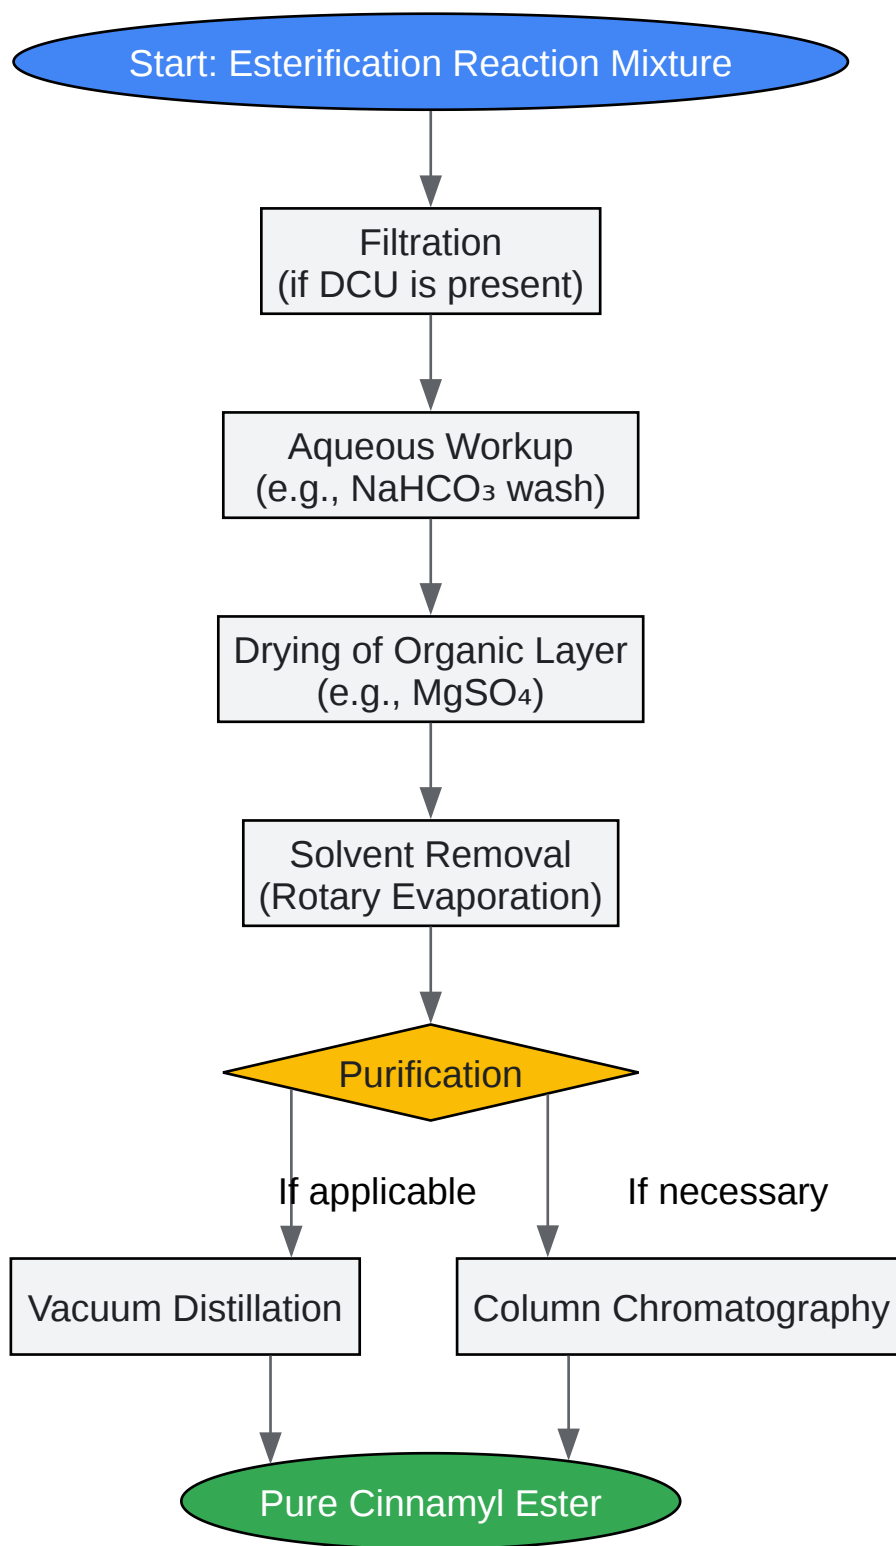 Start: Esterification Reaction Mixture
Filtration
(if DCU is present)
Aqueous Workup
(e.g., NaHCO₃ wash)
Drying of Organic Layer
(e.g., MgSO₄)
Solvent Removal
(Rotary Evaporation)
Purification
If applicable
If necessary
Vacuum Distillation
Column Chromatography
Pure Cinnamyl Ester